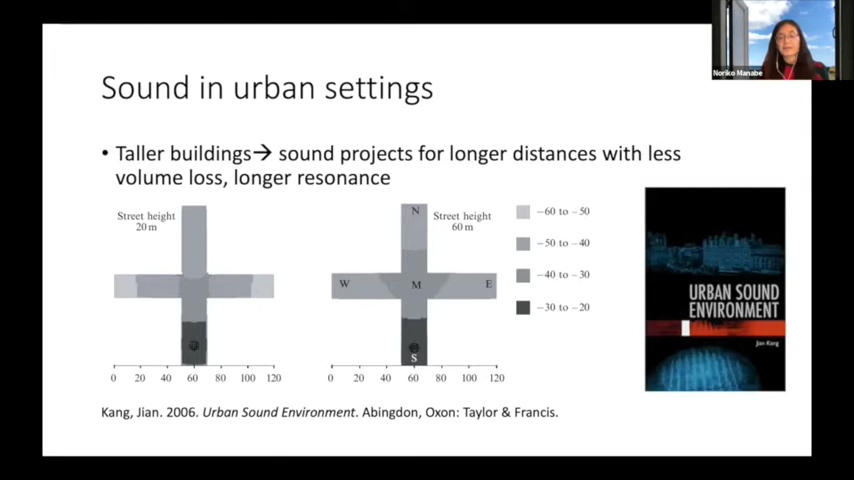 Noriko Manabe
Sound in urban settings
• Taller buildings→ sound projects for longer distances with less
volume loss, longer resonance
Street height
20 m
N
W
M
E
S
Street height
60 m
−60 to −50
−50 to −40
−40 to −30
−30 to −20
0 20 40 60 80 100 120
0 20 40 60 80 100 120
URBAN SOUND
ENVIRONMENT
Jian Kang
Kang, Jian. 2006. Urban Sound Environment. Abingdon, Oxon: Taylor & Francis.